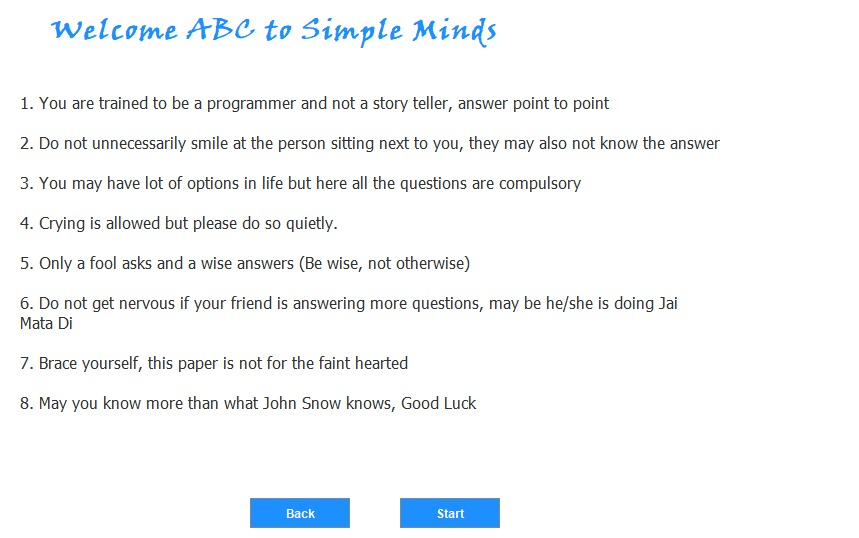 Welcome ABC to Simple Minds
1. You are trained to be a programmer and not a story teller, answer point to point
2. Do not unnecessarily smile at the person sitting next to you, they may also not know the answer
3. You may have lot of options in life but here all the questions are compulsory
4. Crying is allowed but please do so quietly.
5. Only a fool asks and a wise answers (Be wise, not otherwise)
6. Do not get nervous if your friend is answering more questions, may be he/she is doing Jai
Mata Di
7. Brace yourself, this paper is not for the faint hearted
8. May you know more than what John Snow knows, Good Luck
Back Start